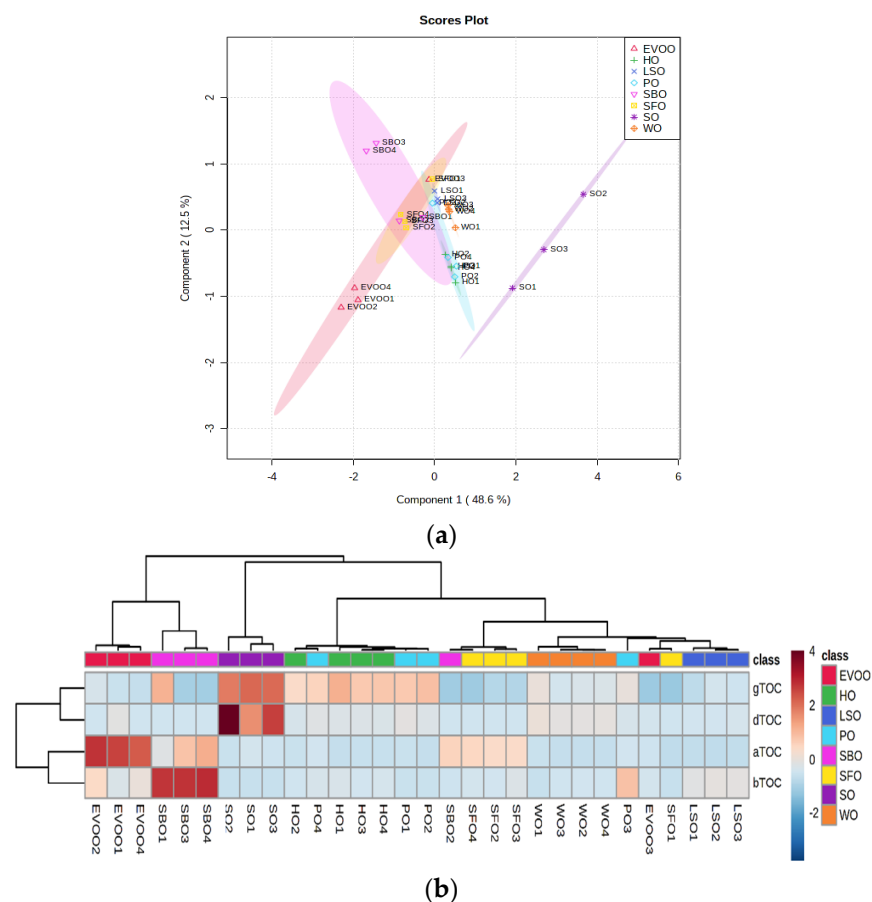 Scores Plot
EVOO
HO
LSO
PO
SBO
SFO
SO
WO
Component 2 ( 12.5 %)
2
1
0
-1
-2
-3
SBO3
SBO4
LSO1
LSO3
WO4
SBO1
SFO4
SFO2
WO1
HO2
PO4
PO2
HO1
EVOO4
EVOO1
EVOO2
SO2
SO3
SO1
-4 -2 0 2 4 6
Component 1 ( 48.6 %)
(a)
class
gTOC
dTOC
aTOC
bTOC
EVOO2 EVOO1 EVOO4 SBO1 SBO3 SBO4 SO2 SO1 SO3 HO2 PO4 HO1 HO3 HO4 PO1 PO2 SBO2 SFO4 SFO2 SFO3 WO1 WO3 WO2 WO4 PO3 EVOO3 SFO1 LSO1 LSO2 LSO3
4
2
0
-2
class
EVOO
HO
LSO
PO
SBO
SFO
SO
WO
(b)